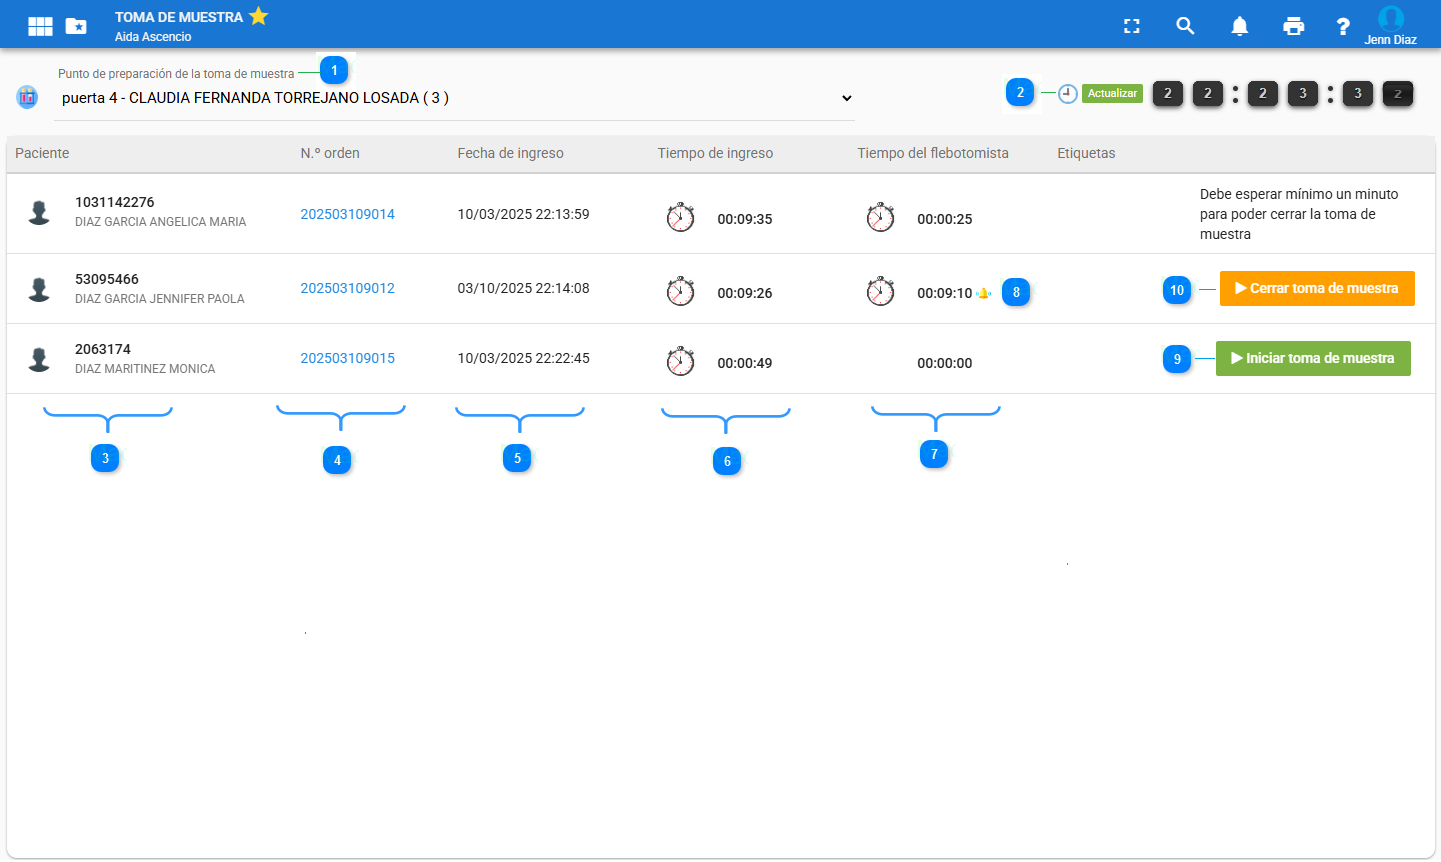 TOMA DE MUESTRA
Aida Ascencio
Jenn Diaz
Punto de preparación de la toma de muestra
1
puerta 4 - CLAUDIA FERNANDA TORREJANO LOSADA ( 3 )
2
Actualizar
2 2 : 2 3 : 3 2
Paciente N.º orden Fecha de ingreso Tiempo de ingreso Tiempo del flebotomista Etiquetas
1031142276
DIAZ GARCIA ANGELICA MARIA
202503109014
10/03/2025 22:13:59
00:09:35
00:00:25
Debe esperar mínimo un minuto
para poder cerrar la toma de
muestra
53095466
DIAZ GARCIA JENNIFER PAOLA
202503109012
03/10/2025 22:14:08
00:09:26
00:09:10
8
10
Cerrar toma de muestra
2063174
DIAZ MARITINEZ MONICA
202503109015
10/03/2025 22:22:45
00:00:49
00:00:00
9
Iniciar toma de muestra
3 4 5 6 7